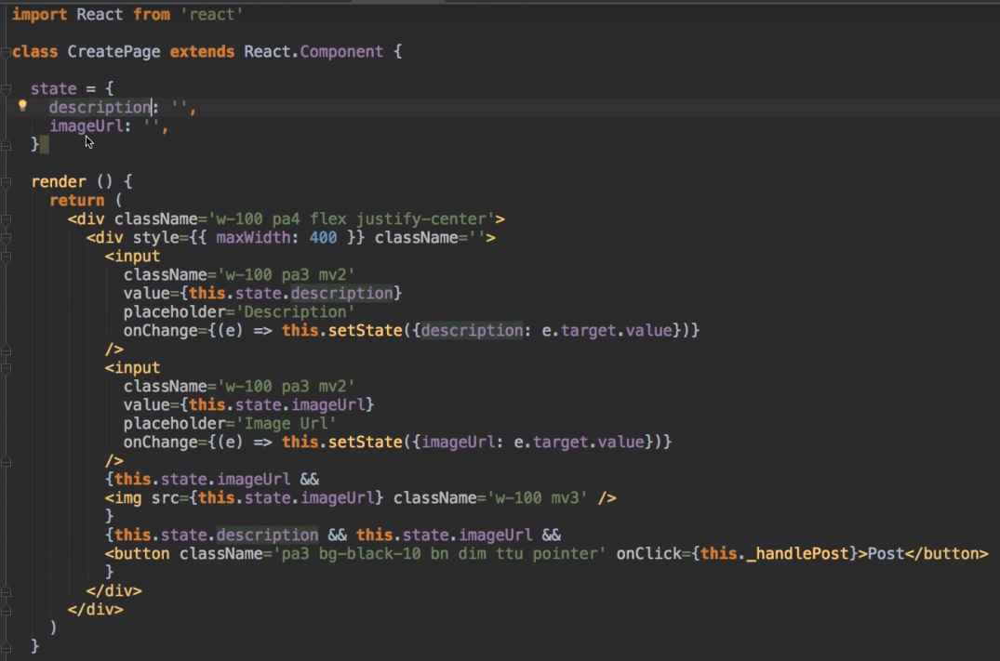 import React from 'react'
class CreatePage extends React.Component {
state = {
description: '',
imageUrl: '',
}
render () {
return (
<div className='w-100 pa4 flex justify-center'>
<div style={{ maxWidth: 400 }} className=''>
<input
className='w-100 pa3 mv2'
value={this.state.description}
placeholder='Description'
onChange={(e) => this.setState({description: e.target.value})}
/>
<input
className='w-100 pa3 mv2'
value={this.state.imageUrl}
placeholder='Image Url'
onChange={(e) => this.setState({imageUrl: e.target.value})}
/>
{this.state.imageUrl &&
<img src={this.state.imageUrl} className='w-100 mv3' />
}
{this.state.description && this.state.imageUrl &&
<button className='pa3 bg-black-10 bn dim ttu pointer' onClick={this._handlePost}>Post</button>
}
</div>
</div>
)
}